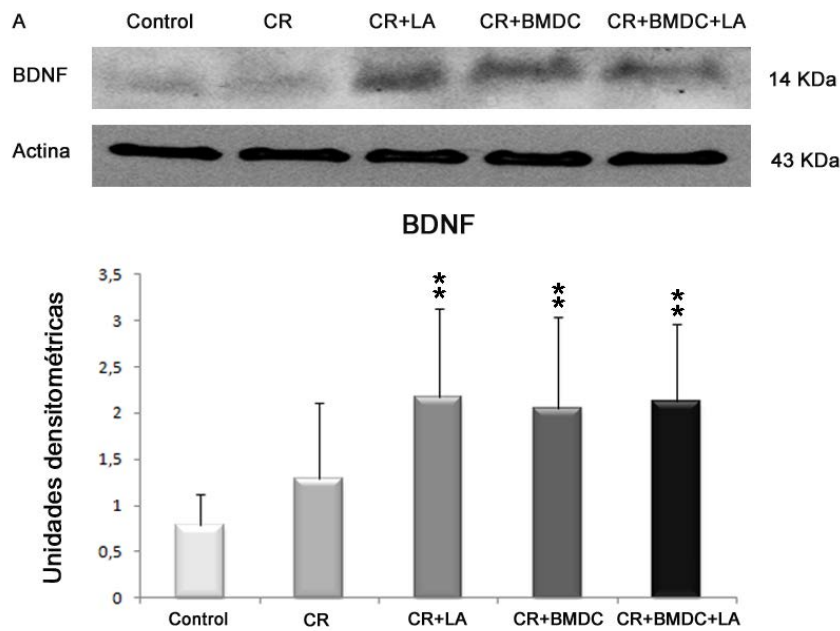 A Control CR CR+LA CR+BMDC CR+BMDC+LA
BDNF 14 KDa
Actina 43 KDa
BDNF
Unidades densitométricas
3,5
3
2,5
2
1,5
1
0,5
0
** ** **
Control CR CR+LA CR+BMDC CR+BMDC+LA